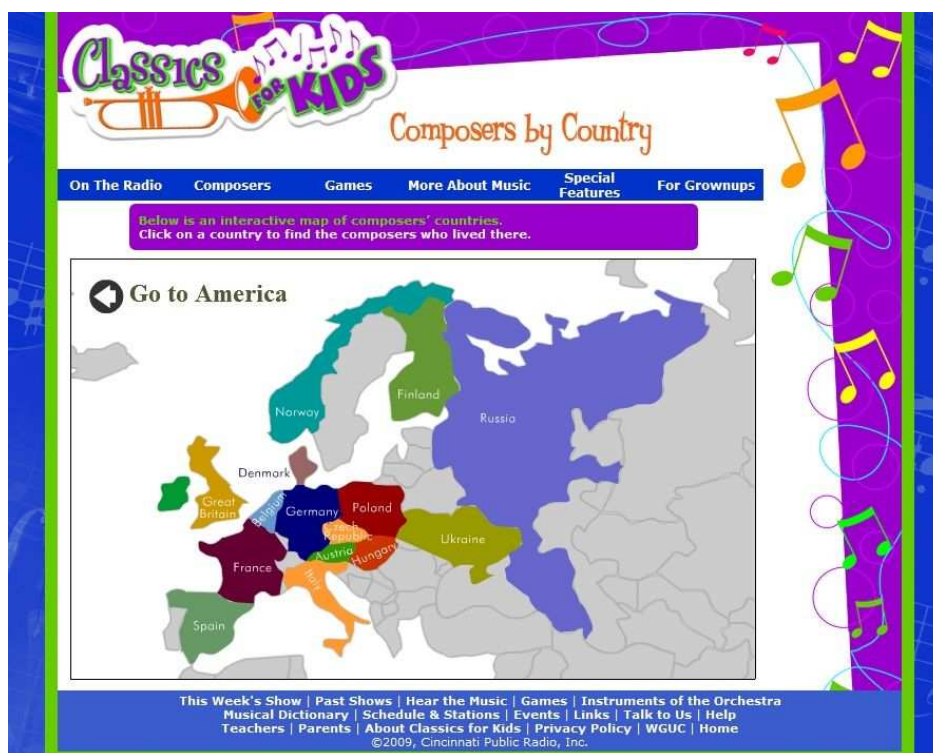 Classics
for Kids
Composers by Country
On The Radio Composers Games More About Music Special Features For Grownups
Below is an interactive map of composers' countries.
Click on a country to find the composers who lived there.
Go to America
Finland
Norway
Russia
Denmark
Great Britain
Belgium
Germany
Poland
Czech Republic
Ukraine
Austria
Hungary
France
Italy
Spain
This Week's Show | Past Shows | Hear the Music | Games | Instruments of the Orchestra
Musical Dictionary | Schedule & Stations | Events | Links | Talk to Us | Help
Teachers | Parents | About Classics for Kids | Privacy Policy | WGUC | Home
©2009, Cincinnati Public Radio, Inc.